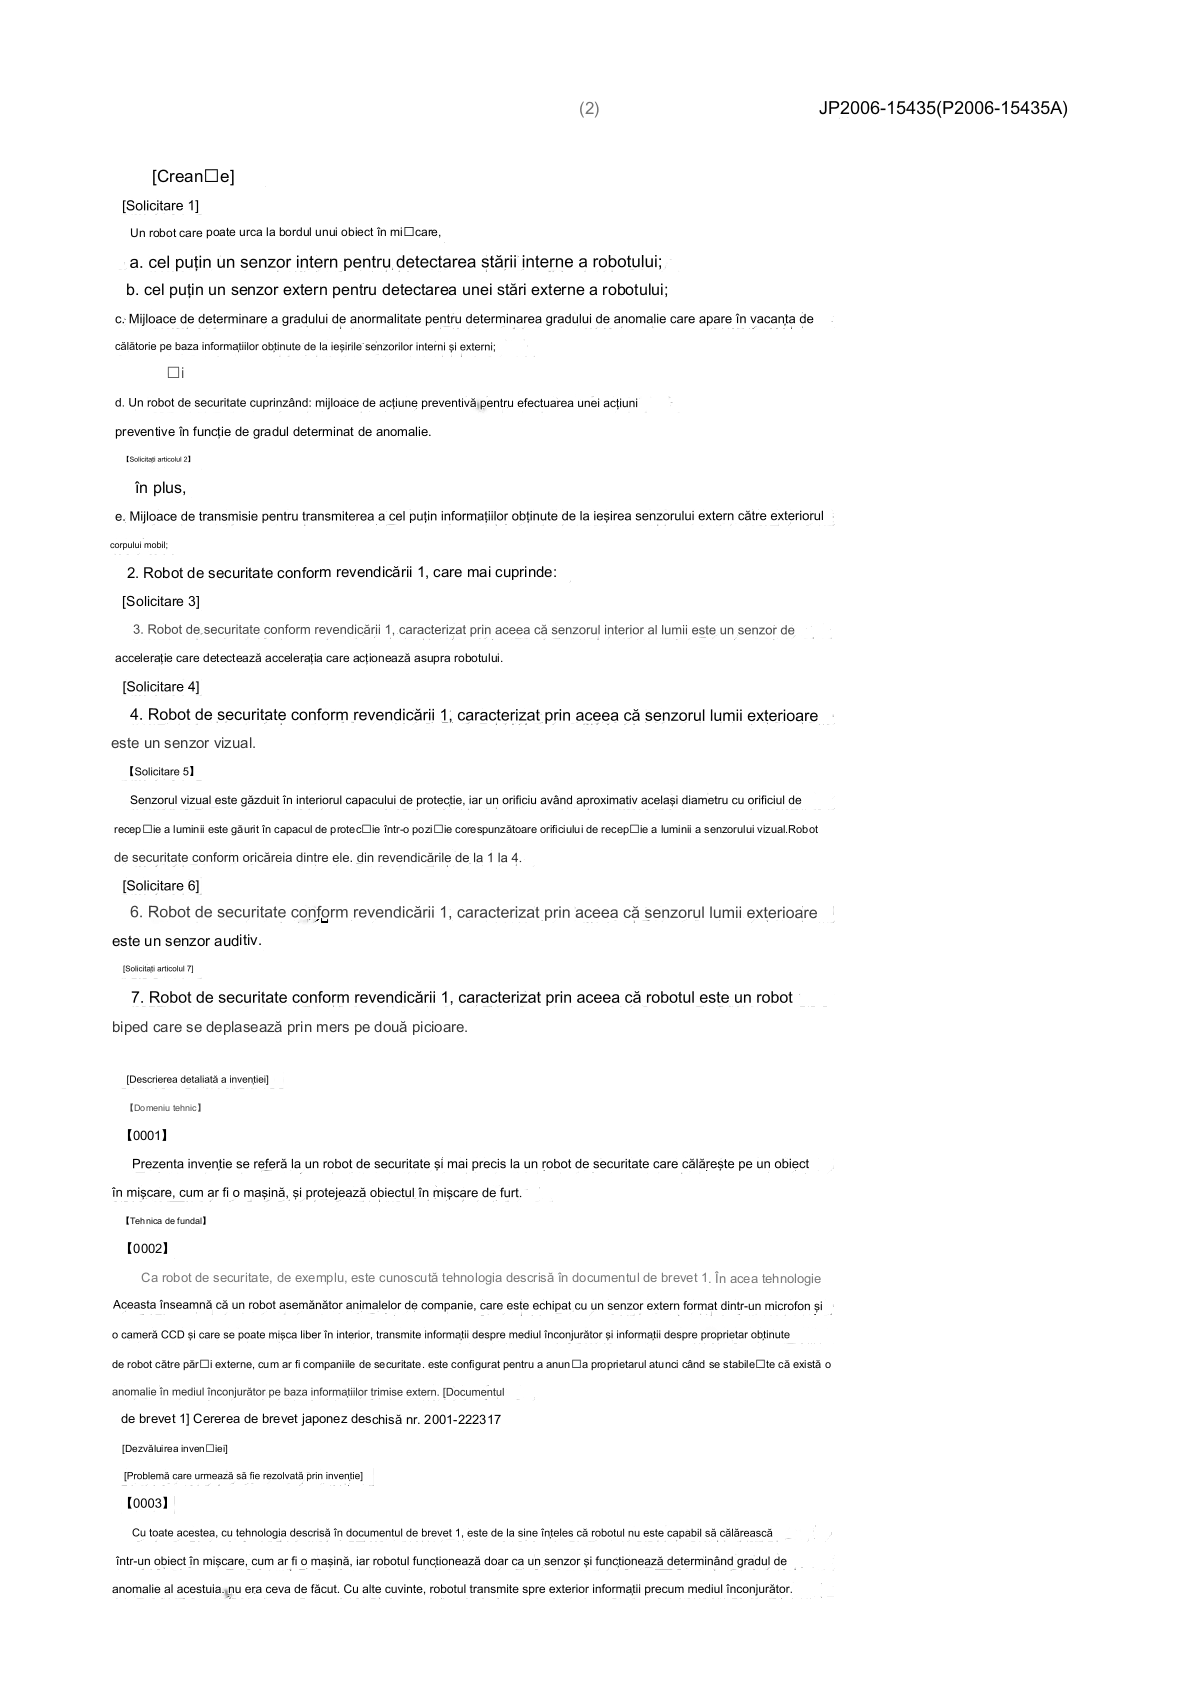 (2)
JP2006-15435(P2006-15435A)
[Crean□e]
[Solicitare 1]
Un robot care poate urca la bordul unui obiect în mi□care,
a. cel puțin un senzor intern pentru detectarea stării interne a robotului;
b. cel puțin un senzor extern pentru detectarea unei stări externe a robotului;
c. Mijloace de determinare a gradului de anormalitate pentru determinarea gradului de anomalie care apare în vacanța de
călătorie pe baza informațiilor obținute de la ieșirile senzorilor interni și externi;
□i
d. Un robot de securitate cuprinzând: mijloace de acțiune preventivă pentru efectuarea unei acțiuni
preventive în funcție de gradul determinat de anomalie.
【Solicitați articolul 2】
în plus,
e. Mijloace de transmisie pentru transmiterea a cel puțin informațiilor obținute de la ieșirea senzorului extern către exteriorul
corpului mobil;
2. Robot de securitate conform revendicării 1, care mai cuprinde:
[Solicitare 3]
3. Robot de securitate conform revendicării 1, caracterizat prin aceea că senzorul interior al lumii este un senzor de
accelerație care detectează accelerația care acționează asupra robotului.
[Solicitare 4]
4. Robot de securitate conform revendicării 1, caracterizat prin aceea că senzorul lumii exterioare
este un senzor vizual.
【Solicitare 5】
Senzorul vizual este găzduit în interiorul capacului de protecție, iar un orificiu având aproximativ același diametru cu orificiul de
recep□ie a luminii este găurit în capacul de protec□ie într-o pozi□ie corespunzătoare orificiului de recep□ie a luminii a senzorului vizual.Robot
de securitate conform oricăreia dintre ele. din revendicările de la 1 la 4.
[Solicitare 6]
6. Robot de securitate conform revendicării 1, caracterizat prin aceea că senzorul lumii exterioare
este un senzor auditiv.
[Solicitați articolul 7]
7. Robot de securitate conform revendicării 1, caracterizat prin aceea că robotul este un robot
biped care se deplasează prin mers pe două picioare.
[Descrierea detaliată a invenției]
【Domeniu tehnic】
【0001】
Prezenta invenție se referă la un robot de securitate și mai precis la un robot de securitate care călărește pe un obiect
în mișcare, cum ar fi o mașină, și protejează obiectul în mișcare de furt.
【Tehnica de fundal】
【0002】
Ca robot de securitate, de exemplu, este cunoscută tehnologia descrisă în documentul de brevet 1. În acea tehnologie
Aceasta înseamnă că un robot asemănător animalelor de companie, care este echipat cu un senzor extern format dintr-un microfon și
o cameră CCD și care se poate mișca liber în interior, transmite informații despre mediul înconjurător și informații despre proprietar obținute
de robot către păr□i externe, cum ar fi companiile de securitate. este configurat pentru a anun□a proprietarul atunci când se stabile□te că există o
anomalie în mediul înconjurător pe baza informațiilor trimise extern. [Documentul
de brevet 1] Cererea de brevet japonez deschisă nr. 2001-222317
[Dezvăluirea inven□iei]
[Problemă care urmează să fie rezolvată prin invenție]
【0003】
Cu toate acestea, cu tehnologia descrisă în documentul de brevet 1, este de la sine înțeles că robotul nu este capabil să călărească
într-un obiect în mișcare, cum ar fi o mașină, iar robotul funcționează doar ca un senzor și funcționează determinând gradul de
anomalie al acestuia. nu era ceva de făcut. Cu alte cuvinte, robotul transmite spre exterior informații precum mediul înconjurător.